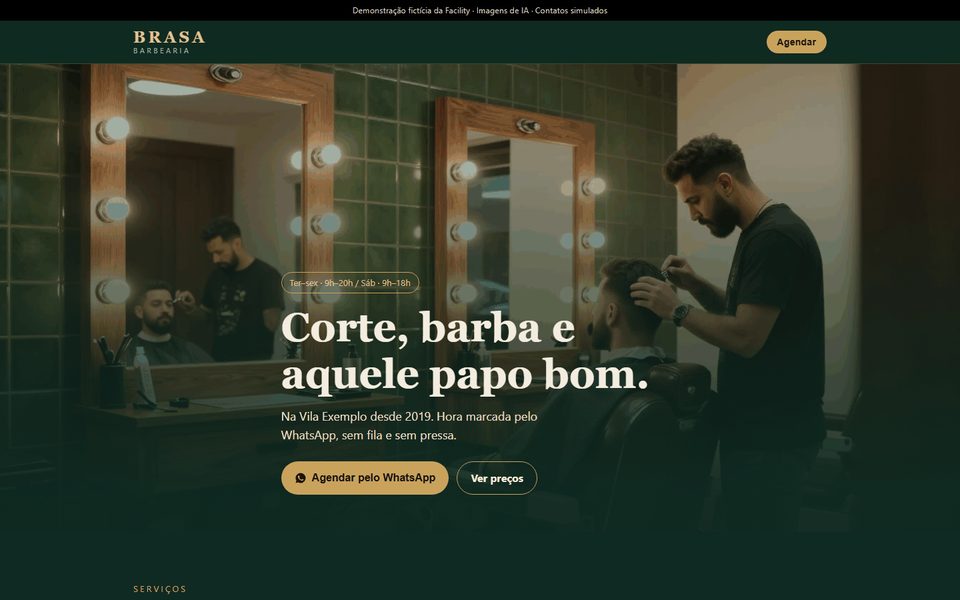 Demonstração fictícia da Facility · Imagens de IA · Contatos simulados
BRASA
BARBEARIA
Agendar
Ter–sex · 9h–20h / Sáb · 9h–18h
Corte, barba e
aquele papo bom.
Na Vila Exemplo desde 2019. Hora marcada pelo
WhatsApp, sem fila e sem pressa.
Agendar pelo WhatsApp
Ver preços
SERVIÇOS